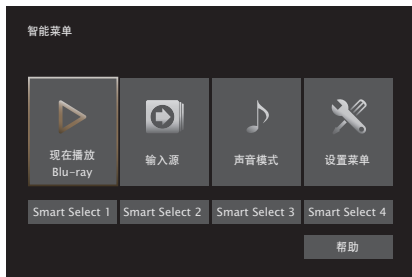 智能菜单
现在播放
Blu-ray
输入源
声音模式
设置菜单
Smart Select 1
Smart Select 2
Smart Select 3
Smart Select 4
帮助